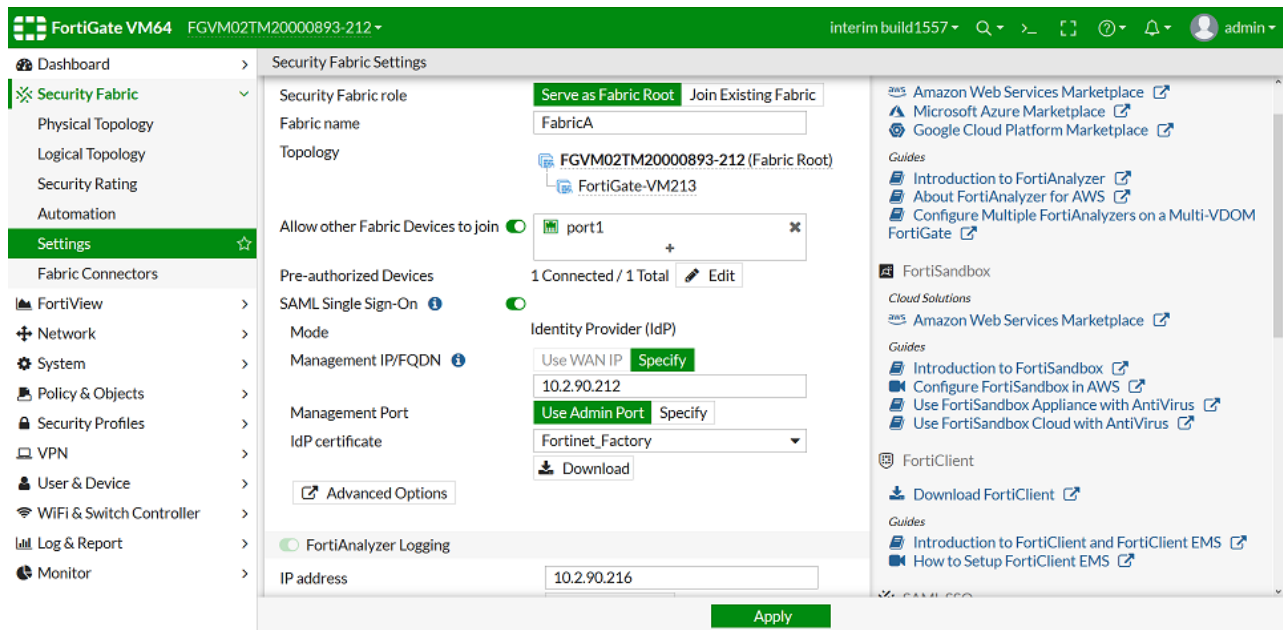 FortiGate VM64 FGVM02TM20000893-212 interim build1557 >_ admin
Dashboard
Security Fabric
Physical Topology
Logical Topology
Security Rating
Automation
Settings
Fabric Connectors
FortiView
Network
System
Policy & Objects
Security Profiles
VPN
User & Device
WiFi & Switch Controller
Log & Report
Monitor
Security Fabric Settings
Security Fabric role Serve as Fabric Root Join Existing Fabric
Fabric name FabricA
Topology FGVM02TM20000893-212 (Fabric Root)
FortiGate-VM213
Allow other Fabric Devices to join port1
Pre-authorized Devices 1 Connected / 1 Total Edit
SAML Single Sign-On
Mode Identity Provider (IdP)
Management IP/FQDN Use WAN IP Specify
10.2.90.212
Management Port Use Admin Port Specify
IdP certificate Fortinet_Factory
Download
Advanced Options
FortiAnalyzer Logging
IP address 10.2.90.216
Apply
aws Amazon Web Services Marketplace
Microsoft Azure Marketplace
Google Cloud Platform Marketplace
Guides
Introduction to FortiAnalyzer
About FortiAnalyzer for AWS
Configure Multiple FortiAnalyzers on a Multi-VDOM
FortiGate
FortiSandbox
Cloud Solutions
aws Amazon Web Services Marketplace
Guides
Introduction to FortiSandbox
Configure FortiSandbox in AWS
Use FortiSandbox Appliance with AntiVirus
Use FortiSandbox Cloud with AntiVirus
FortiClient
Download FortiClient
Guides
Introduction to FortiClient and FortiClient EMS
How to Setup FortiClient EMS
SAML SSO